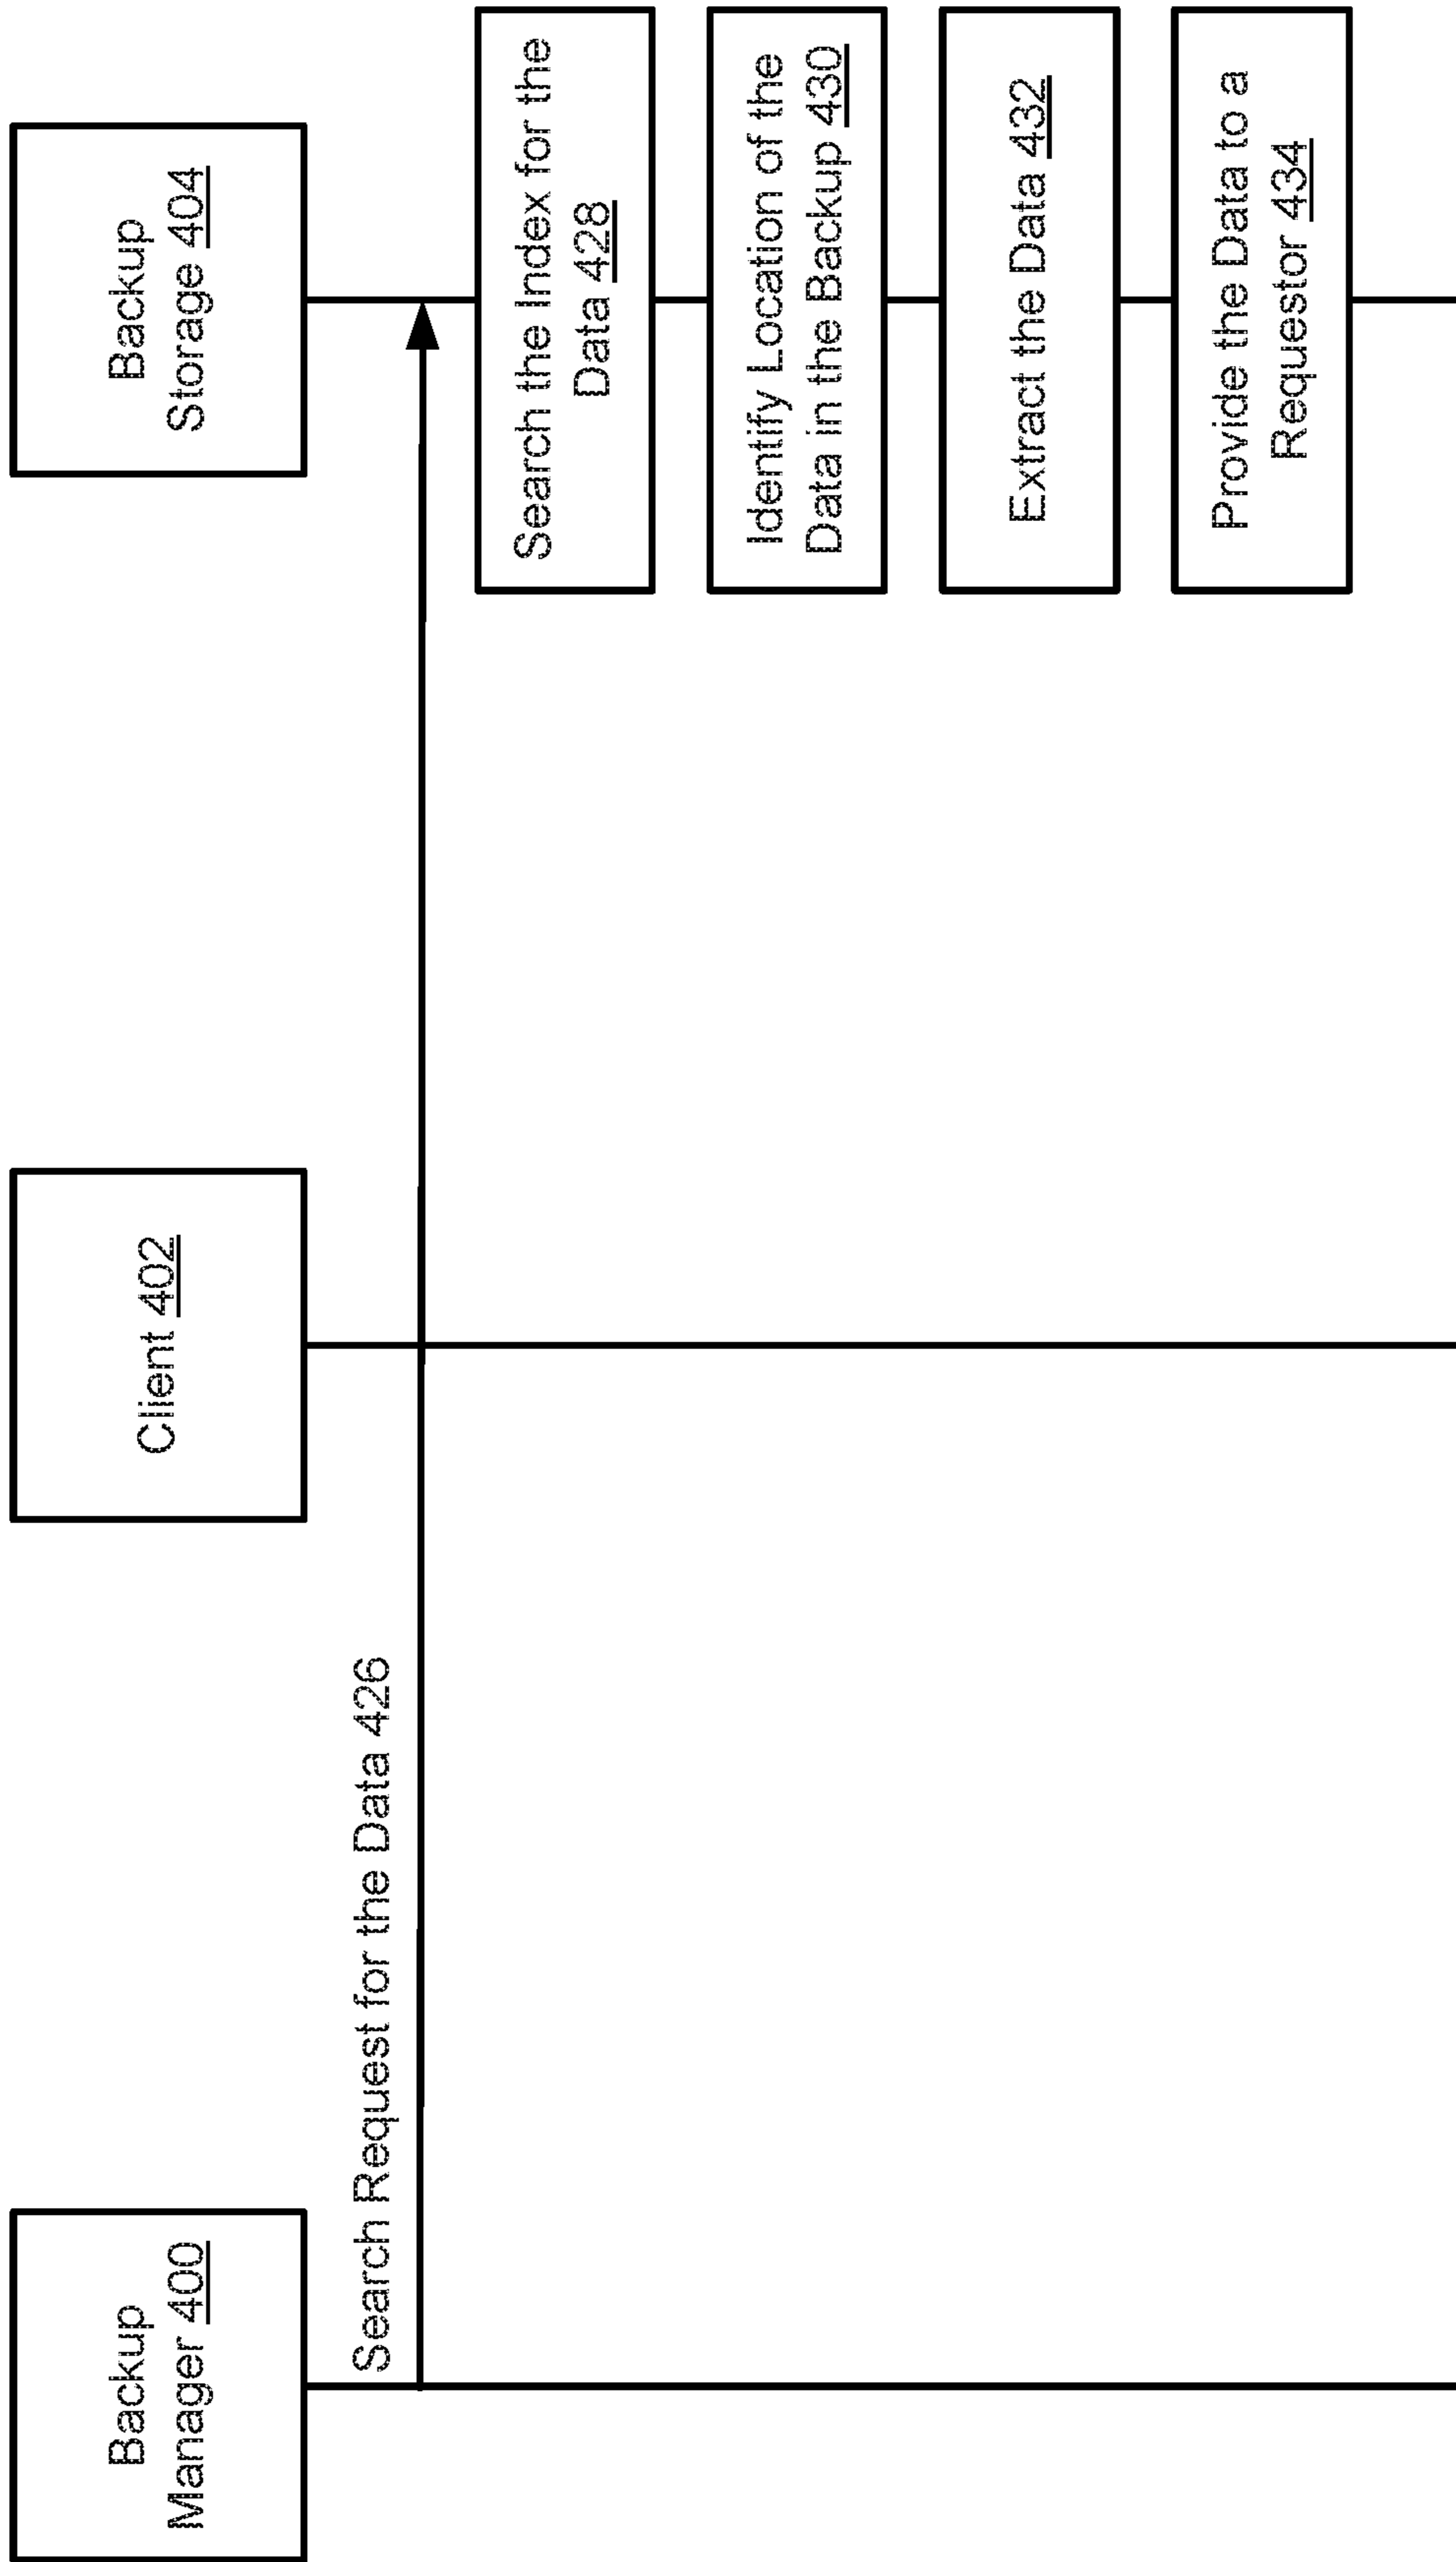 Backup
Manager 400
Client 402
Backup
Storage 404
Search Request for the Data 426
Search the Index for the
Data 428
Identify Location of the
Data in the Backup 430
Extract the Data 432
Provide the Data to a
Requestor 434